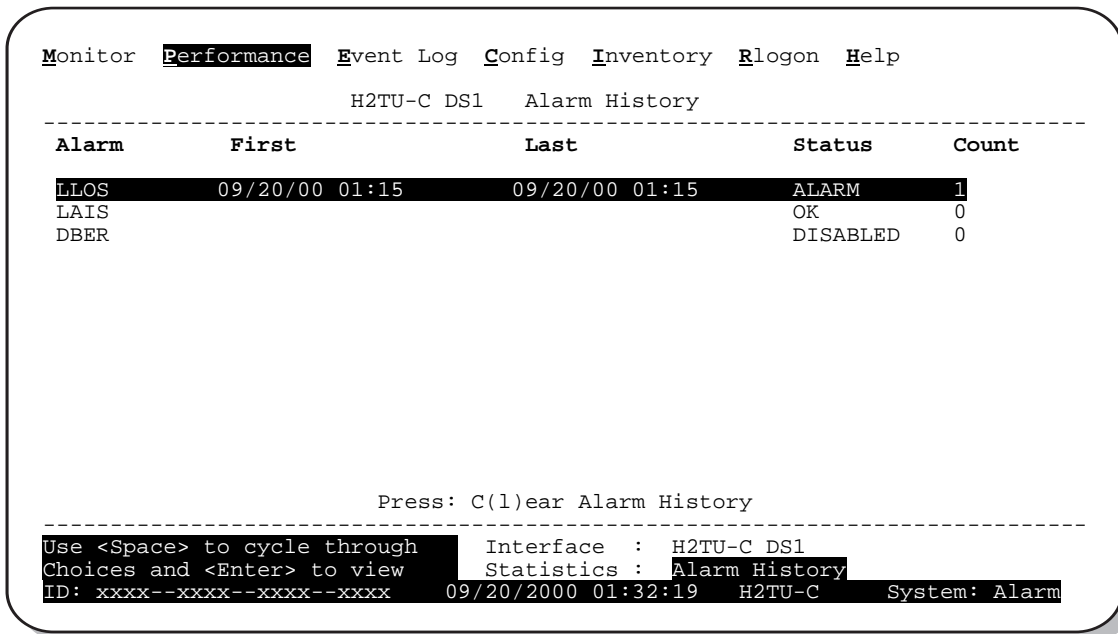 Monitor Performance Event Log Config Inventory Rlogon Help
H2TU-C DS1 Alarm History
--------------------------------------------------------------------------------
Alarm First Last Status Count
LLOS 09/20/00 01:15 09/20/00 01:15 ALARM 1
LAIS OK 0
DBER DISABLED 0
Press: C(l)ear Alarm History
--------------------------------------------------------------------------------
Use <Space> to cycle through Interface : H2TU-C DS1
Choices and <Enter> to view Statistics : Alarm History
ID: xxxx--xxxx--xxxx--xxxx 09/20/2000 01:32:19 H2TU-C System: Alarm